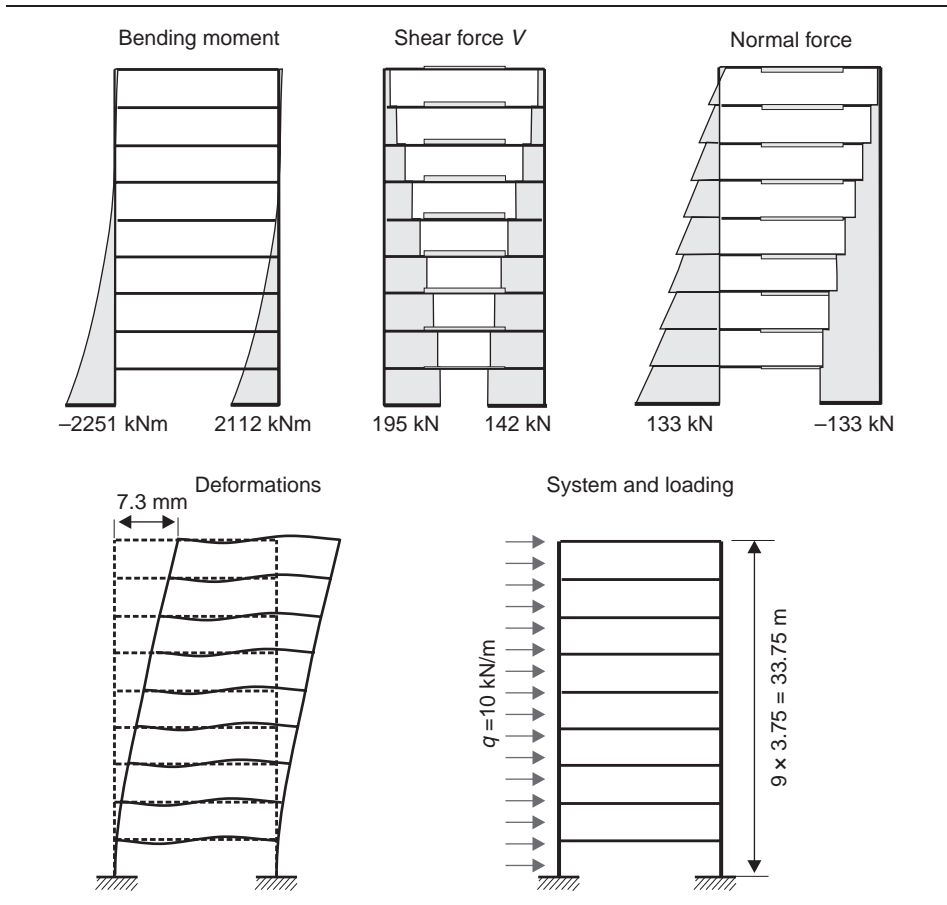 Bending moment
Shear force V
Normal force
–2251 kNm
2112 kNm
195 kN
142 kN
133 kN
–133 kN
Deformations
7.3 mm
System and loading
q =10 kN/m
9 × 3.75 = 33.75 m